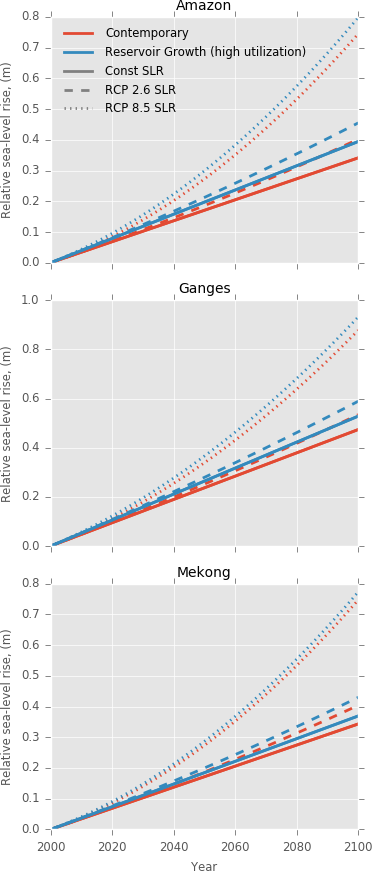 Amazon
0.8
0.7
0.6
0.5
0.4
0.3
0.2
0.1
0.0
Relative sea-level rise, (m)
Contemporary
Reservoir Growth (high utilization)
Const SLR
RCP 2.6 SLR
RCP 8.5 SLR
Ganges
1.0
0.8
0.6
0.4
0.2
0.0
Relative sea-level rise, (m)
Mekong
0.8
0.7
0.6
0.5
0.4
0.3
0.2
0.1
0.0
Relative sea-level rise, (m)
2000 2020 2040 2060 2080 2100
Year